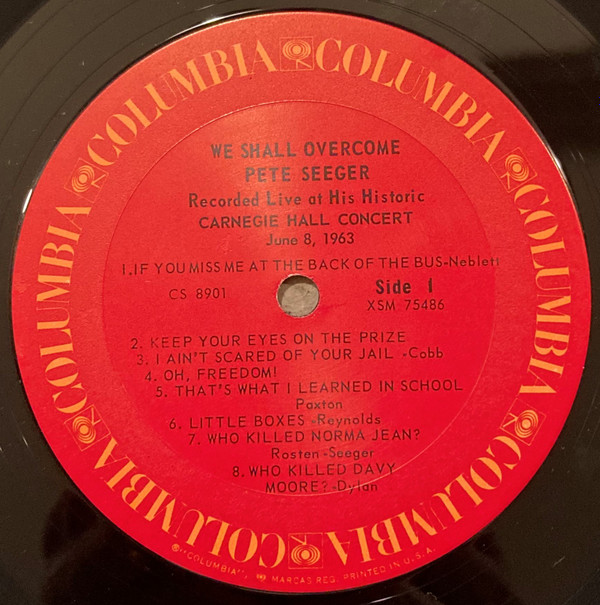 COLUMBIA COLUMBIA COLUMBIA COLUMBIA COLUMBIA COLUMBIA
WE SHALL OVERCOME
PETE SEEGER
Recorded Live at His Historic
CARNEGIE HALL CONCERT
June 8, 1963
1. IF YOU MISS ME AT THE BACK OF THE BUS-Neblett
CS 8901
Side 1
XSM 75486
2. KEEP YOUR EYES ON THE PRIZE
3. I AIN'T SCARED OF YOUR JAIL -Cobb
4. OH, FREEDOM!
5. THAT'S WHAT I LEARNED IN SCHOOL
Paxton
6. LITTLE BOXES -Reynolds
7. WHO KILLED NORMA JEAN?
Rosten -Seeger
8. WHO KILLED DAVY
MOORE? -Dylan
® "COLUMBIA", MARCAS REG. PRINTED IN U.S.A.